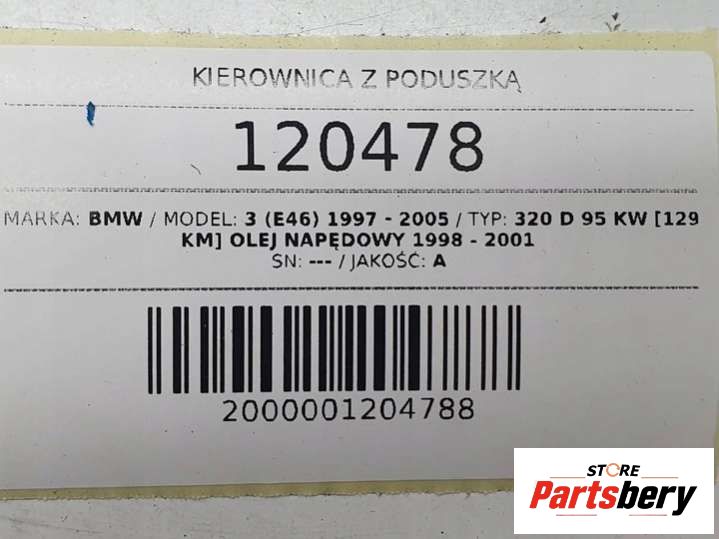 KIEROWNICA Z PODUSZKĄ
120478
MARKA: BMW / MODEL: 3 (E46) 1997 - 2005 / TYP: 320 D 95 KW [129
KM] OLEJ NAPĘDOWY 1998 - 2001
SN: --- / JAKOŚĆ: A
2000001204788
STORE
Partsbery